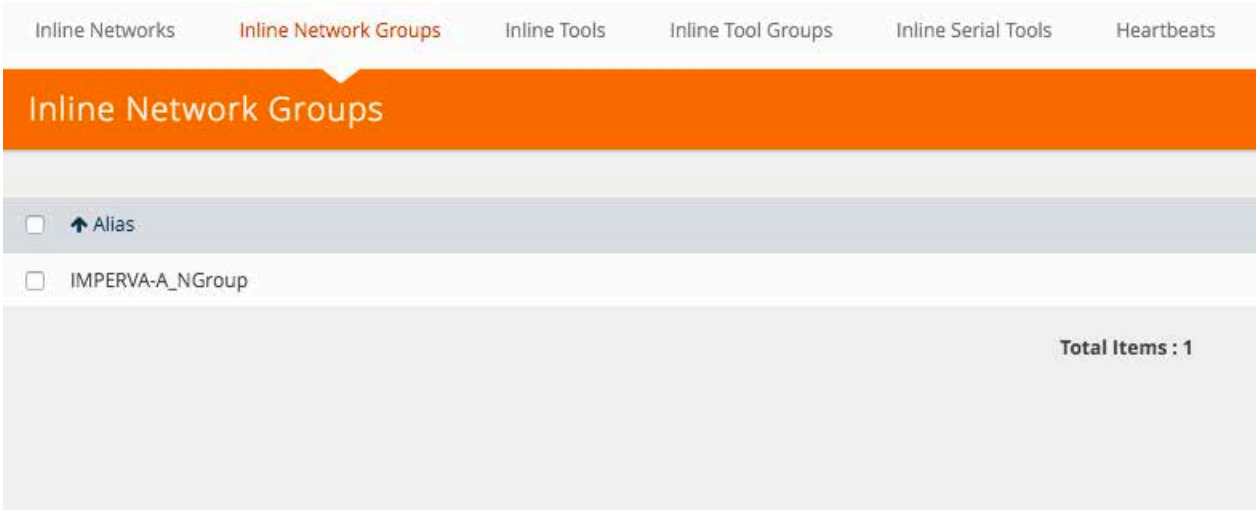 Inline Networks Inline Network Groups Inline Tools Inline Tool Groups Inline Serial Tools Heartbeats
Inline Network Groups
Alias
IMPERVA-A_NGroup
Total Items : 1